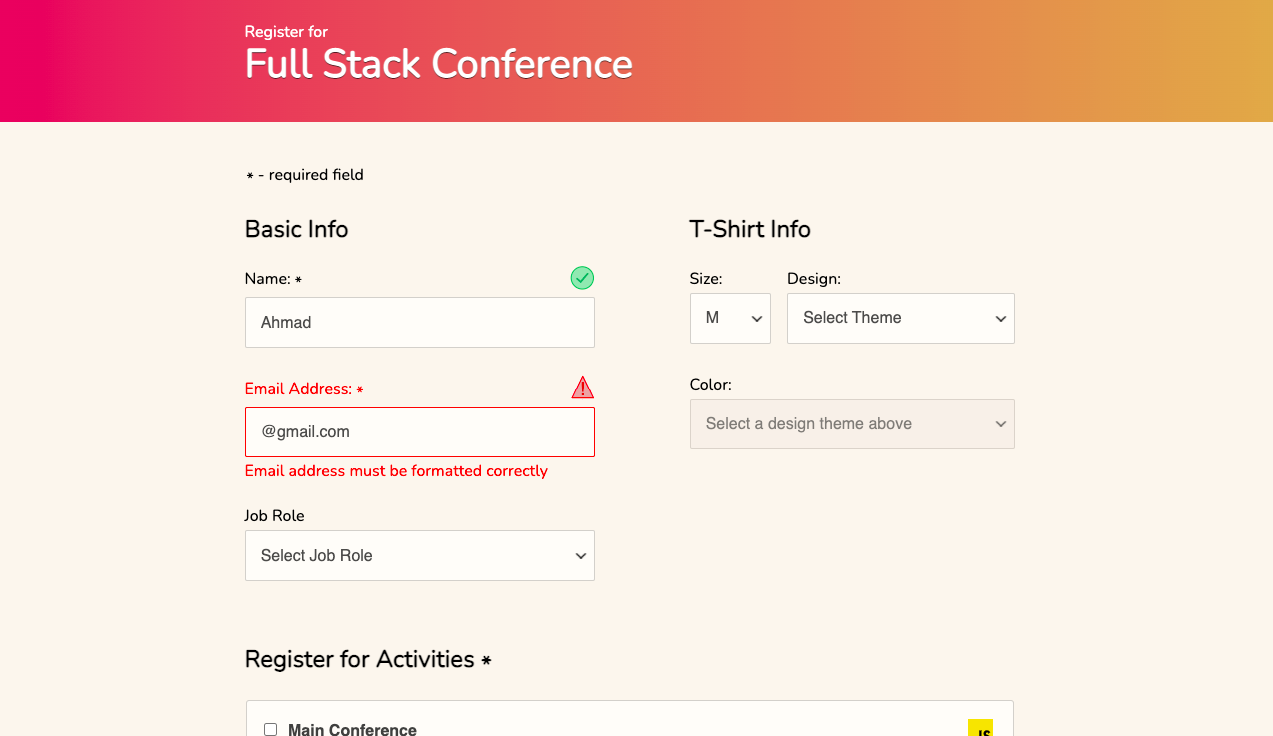 Register for
Full Stack Conference
* - required field
Basic Info
Name: *
Ahmad
Email Address: *
@gmail.com
Email address must be formatted correctly
Job Role
Select Job Role
T-Shirt Info
Size:
M
Design:
Select Theme
Color:
Select a design theme above
Register for Activities *
Main Conference
JS